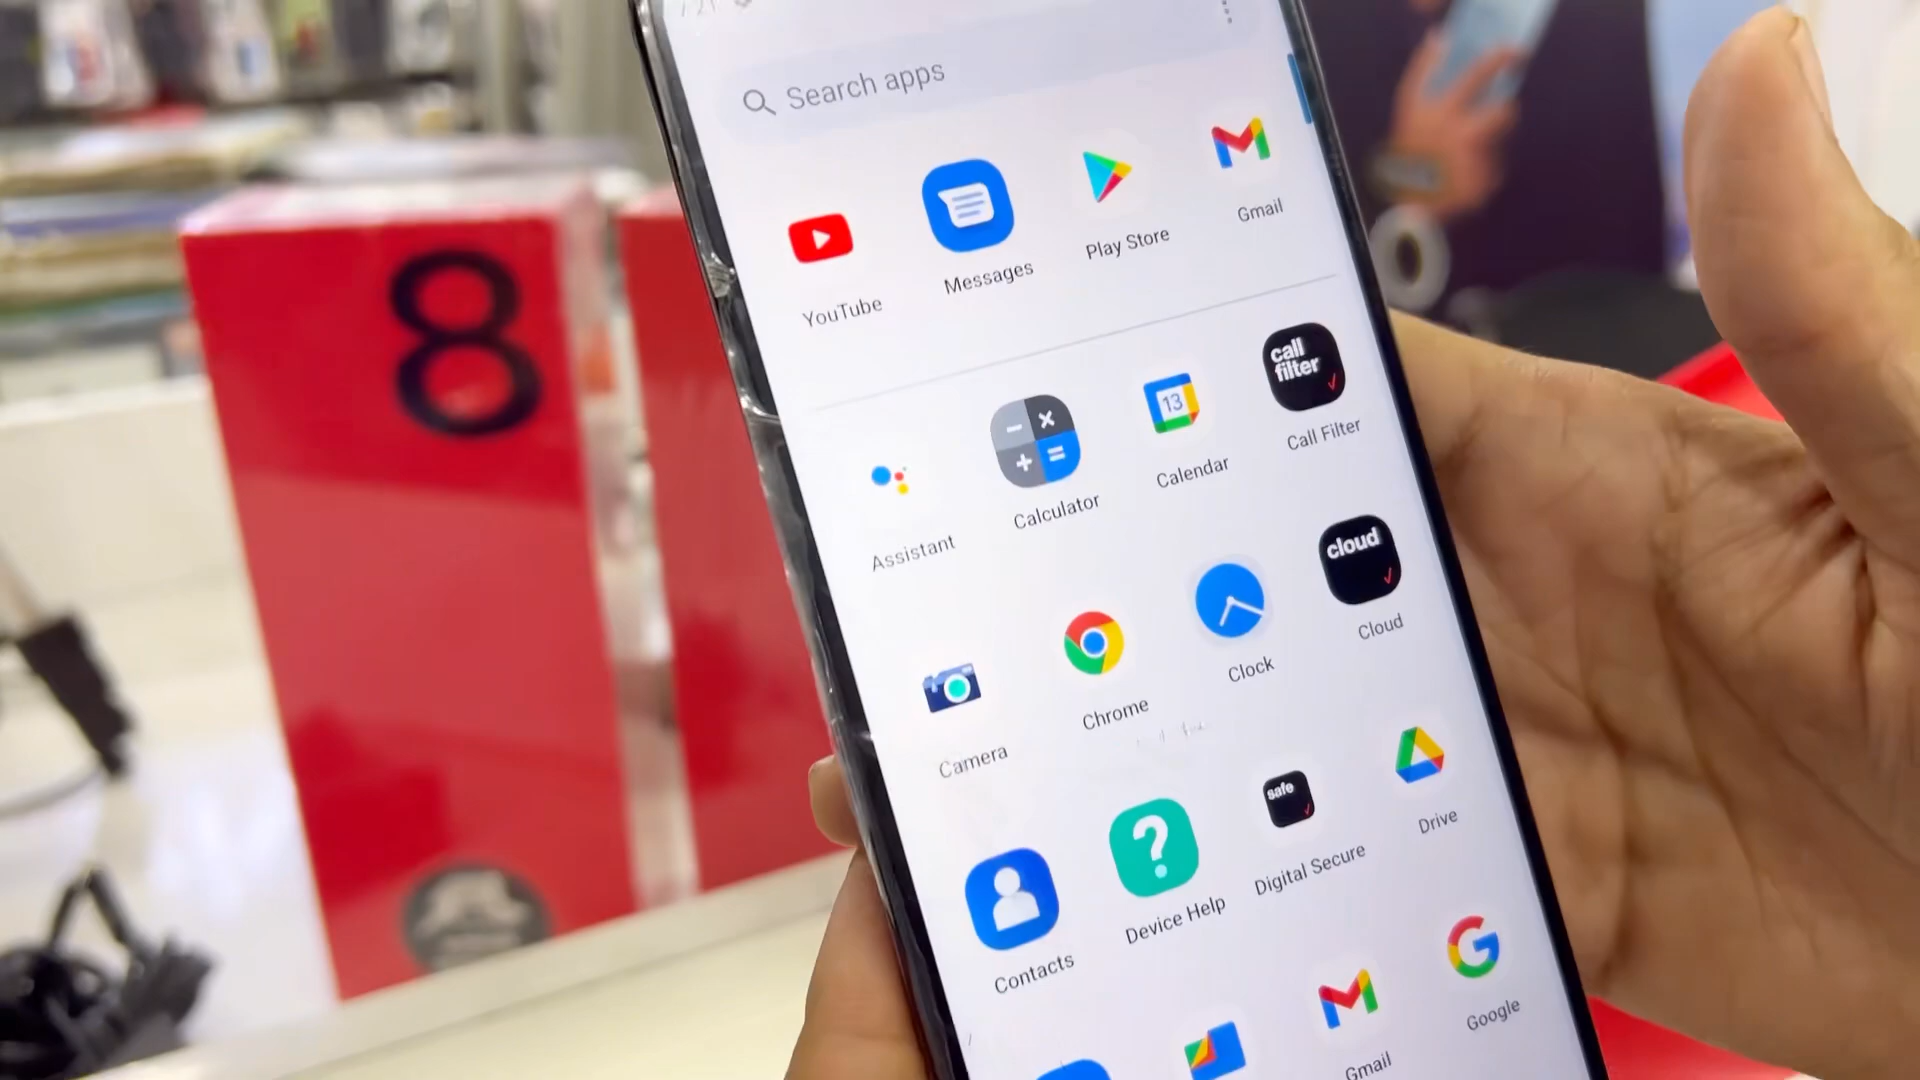 Search apps
YouTube
Messages
Play Store
Gmail
Assistant
Calculator
13
Calendar
call
filter
Call Filter
Camera
Chrome
Clock
cloud
Cloud
Contacts
?
Device Help
safe
Digital Secure
Drive
Gmail
Google
8